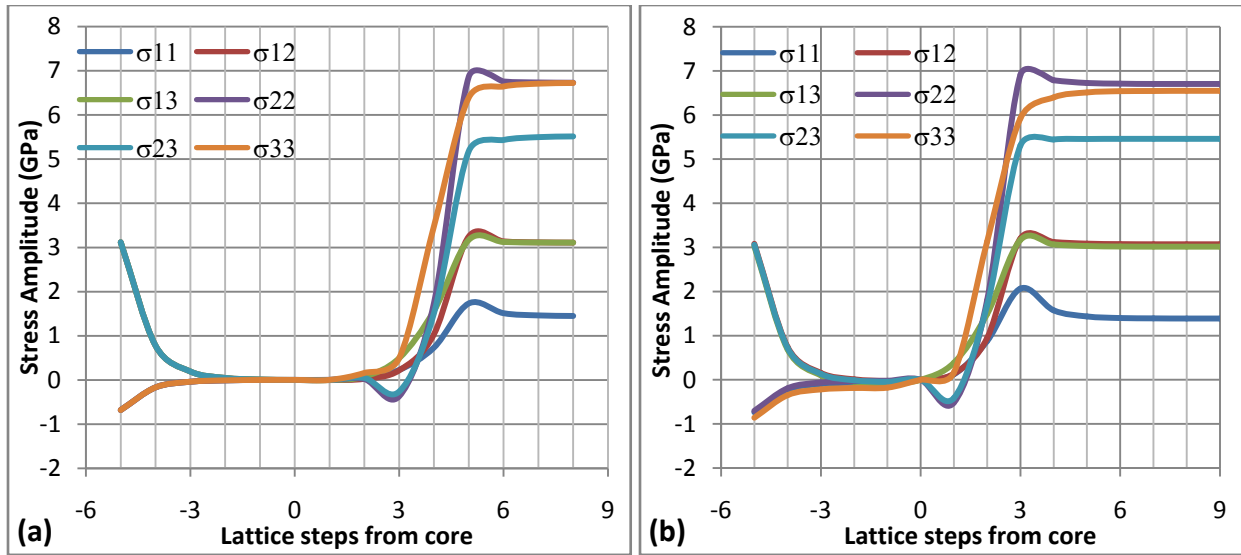 8
7
6
5
4
3
2
1
0
-1
-2
Stress Amplitude (GPa)
σ11 σ12
σ13 σ22
σ23 σ33
-6 -3 0 3 6 9
(a) Lattice steps from core
8
7
6
5
4
3
2
1
0
-1
-2
Stress Amplitude (GPa)
σ11 σ12
σ13 σ22
σ23 σ33
-6 -3 0 3 6 9
(b) Lattice steps from core